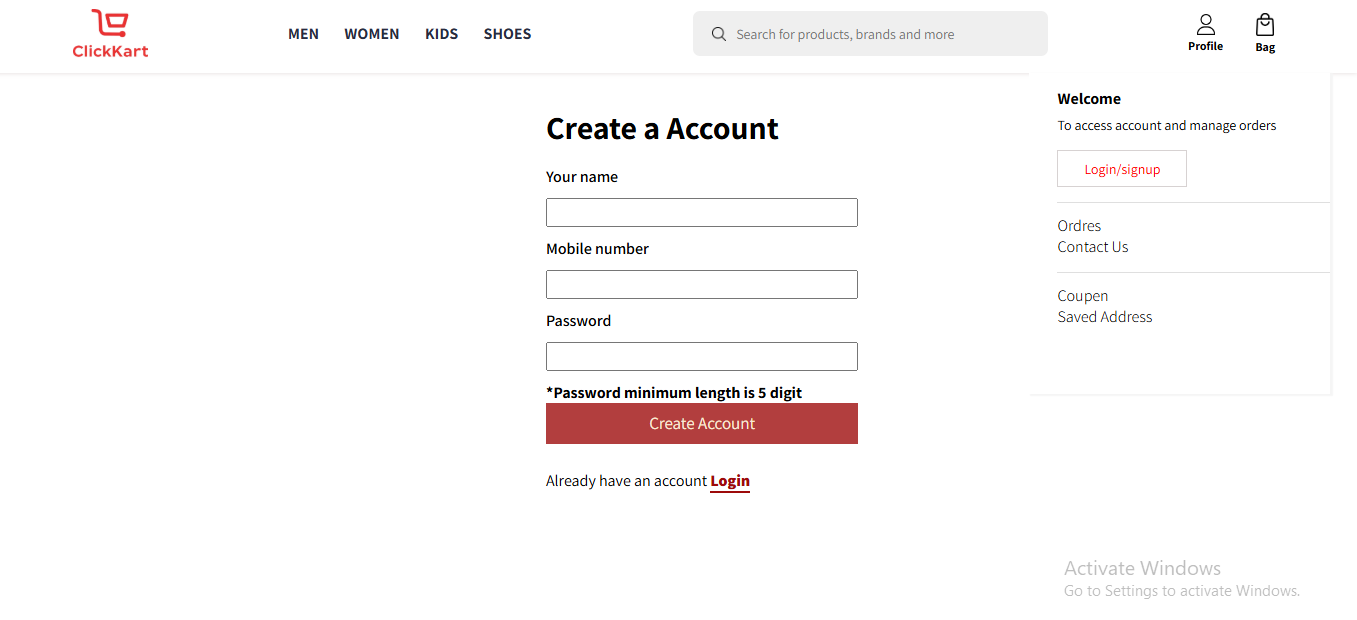 ClickKart
MEN WOMEN KIDS SHOES
Search for products, brands and more
Profile
Bag
Create a Account
Your name
Mobile number
Password
*Password minimum length is 5 digit
Create Account
Already have an account Login
Welcome
To access account and manage orders
Login/signup
Ordres
Contact Us
Coupen
Saved Address
Activate Windows
Go to Settings to activate Windows.